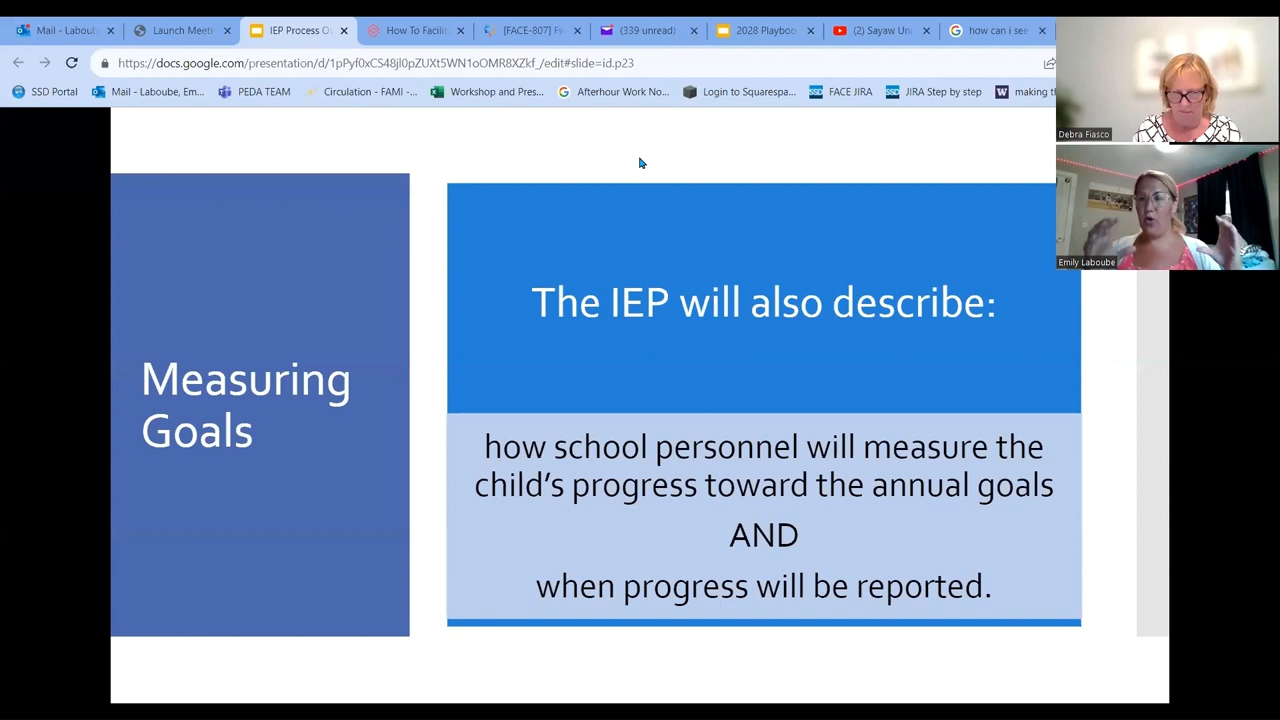 Mail - Laboul
Launch Meeti
IEP Process O
How To Facilit
[FACE-807] Fi
(339 unread)
2028 Playboo
(2) Sayaw Un
how can i see
https://docs.google.com/presentation/d/1pPyf0xCS48jl0pZUXt5WN1oOMR8XZkf_/edit#slide=id.p23
SSD Portal
Mail - Laboube, Em...
PEDA TEAM
Circulation - FAMI -...
Workshop and Pres...
Afterhour Work No...
Login to Squarespa...
FACE JIRA
JIRA Step by step
making th
Debra Fiasco
Emily Laboube
Measuring
Goals
The IEP will also describe:
how school personnel will measure the
child's progress toward the annual goals
AND
when progress will be reported.